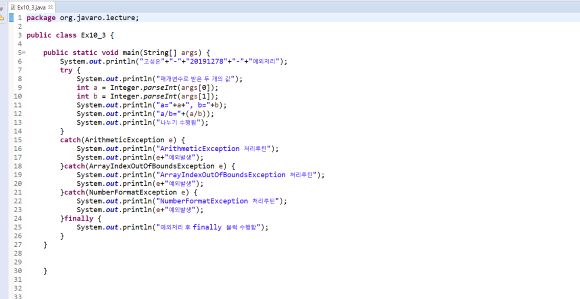 Ex10_3.java
1 package org.javaro.lecture;
2
3 public class Ex10_3 {
4
5 public static void main(String[] args) {
6 System.out.println("고상은"+"-"+"20191278"+"-"+"예외처리");
7 try {
8 System.out.println("매개변수로 받은 두 개의 값");
9 int a = Integer.parseInt(args[0]);
10 int b = Integer.parseInt(args[1]);
11 System.out.println("a="+a+", b="+b);
12 System.out.println("a/b="+(a/b));
13 System.out.println("나누기 수행됨");
14 }
15 catch(ArithmeticException e) {
16 System.out.println("ArithmeticException 처리루틴");
17 System.out.println(e+"예외발생");
18 }catch(ArrayIndexOutOfBoundsException e) {
19 System.out.println("ArrayIndexOutOfBoundsException 처리루틴");
20 System.out.println(e+"예외발생");
21 }catch(NumberFormatException e) {
22 System.out.println("NumberFormatException 처리루틴");
23 System.out.println(e+"예외발생");
24 }finally {
25 System.out.println("예외처리 후 finally 블럭 수행함");
26 }
27 }
28
29
30 }
31
32
33